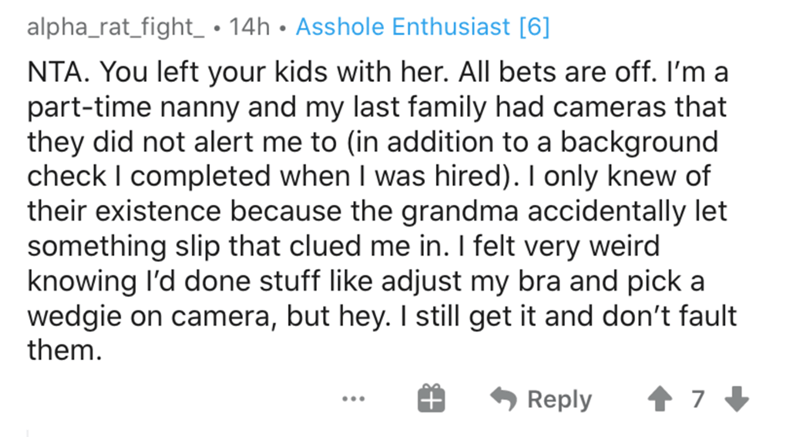 alpha_rat_fight_ • 14h • Asshole Enthusiast [6]
NTA. You left your kids with her. All bets are off. I'm a
part-time nanny and my last family had cameras that
they did not alert me to (in addition to a background
check I completed when I was hired). I only knew of
their existence because the grandma accidentally let
something slip that clued me in. I felt very weird
knowing I'd done stuff like adjust my bra and pick a
wedgie on camera, but hey. I still get it and don't fault
them.
Reply 7